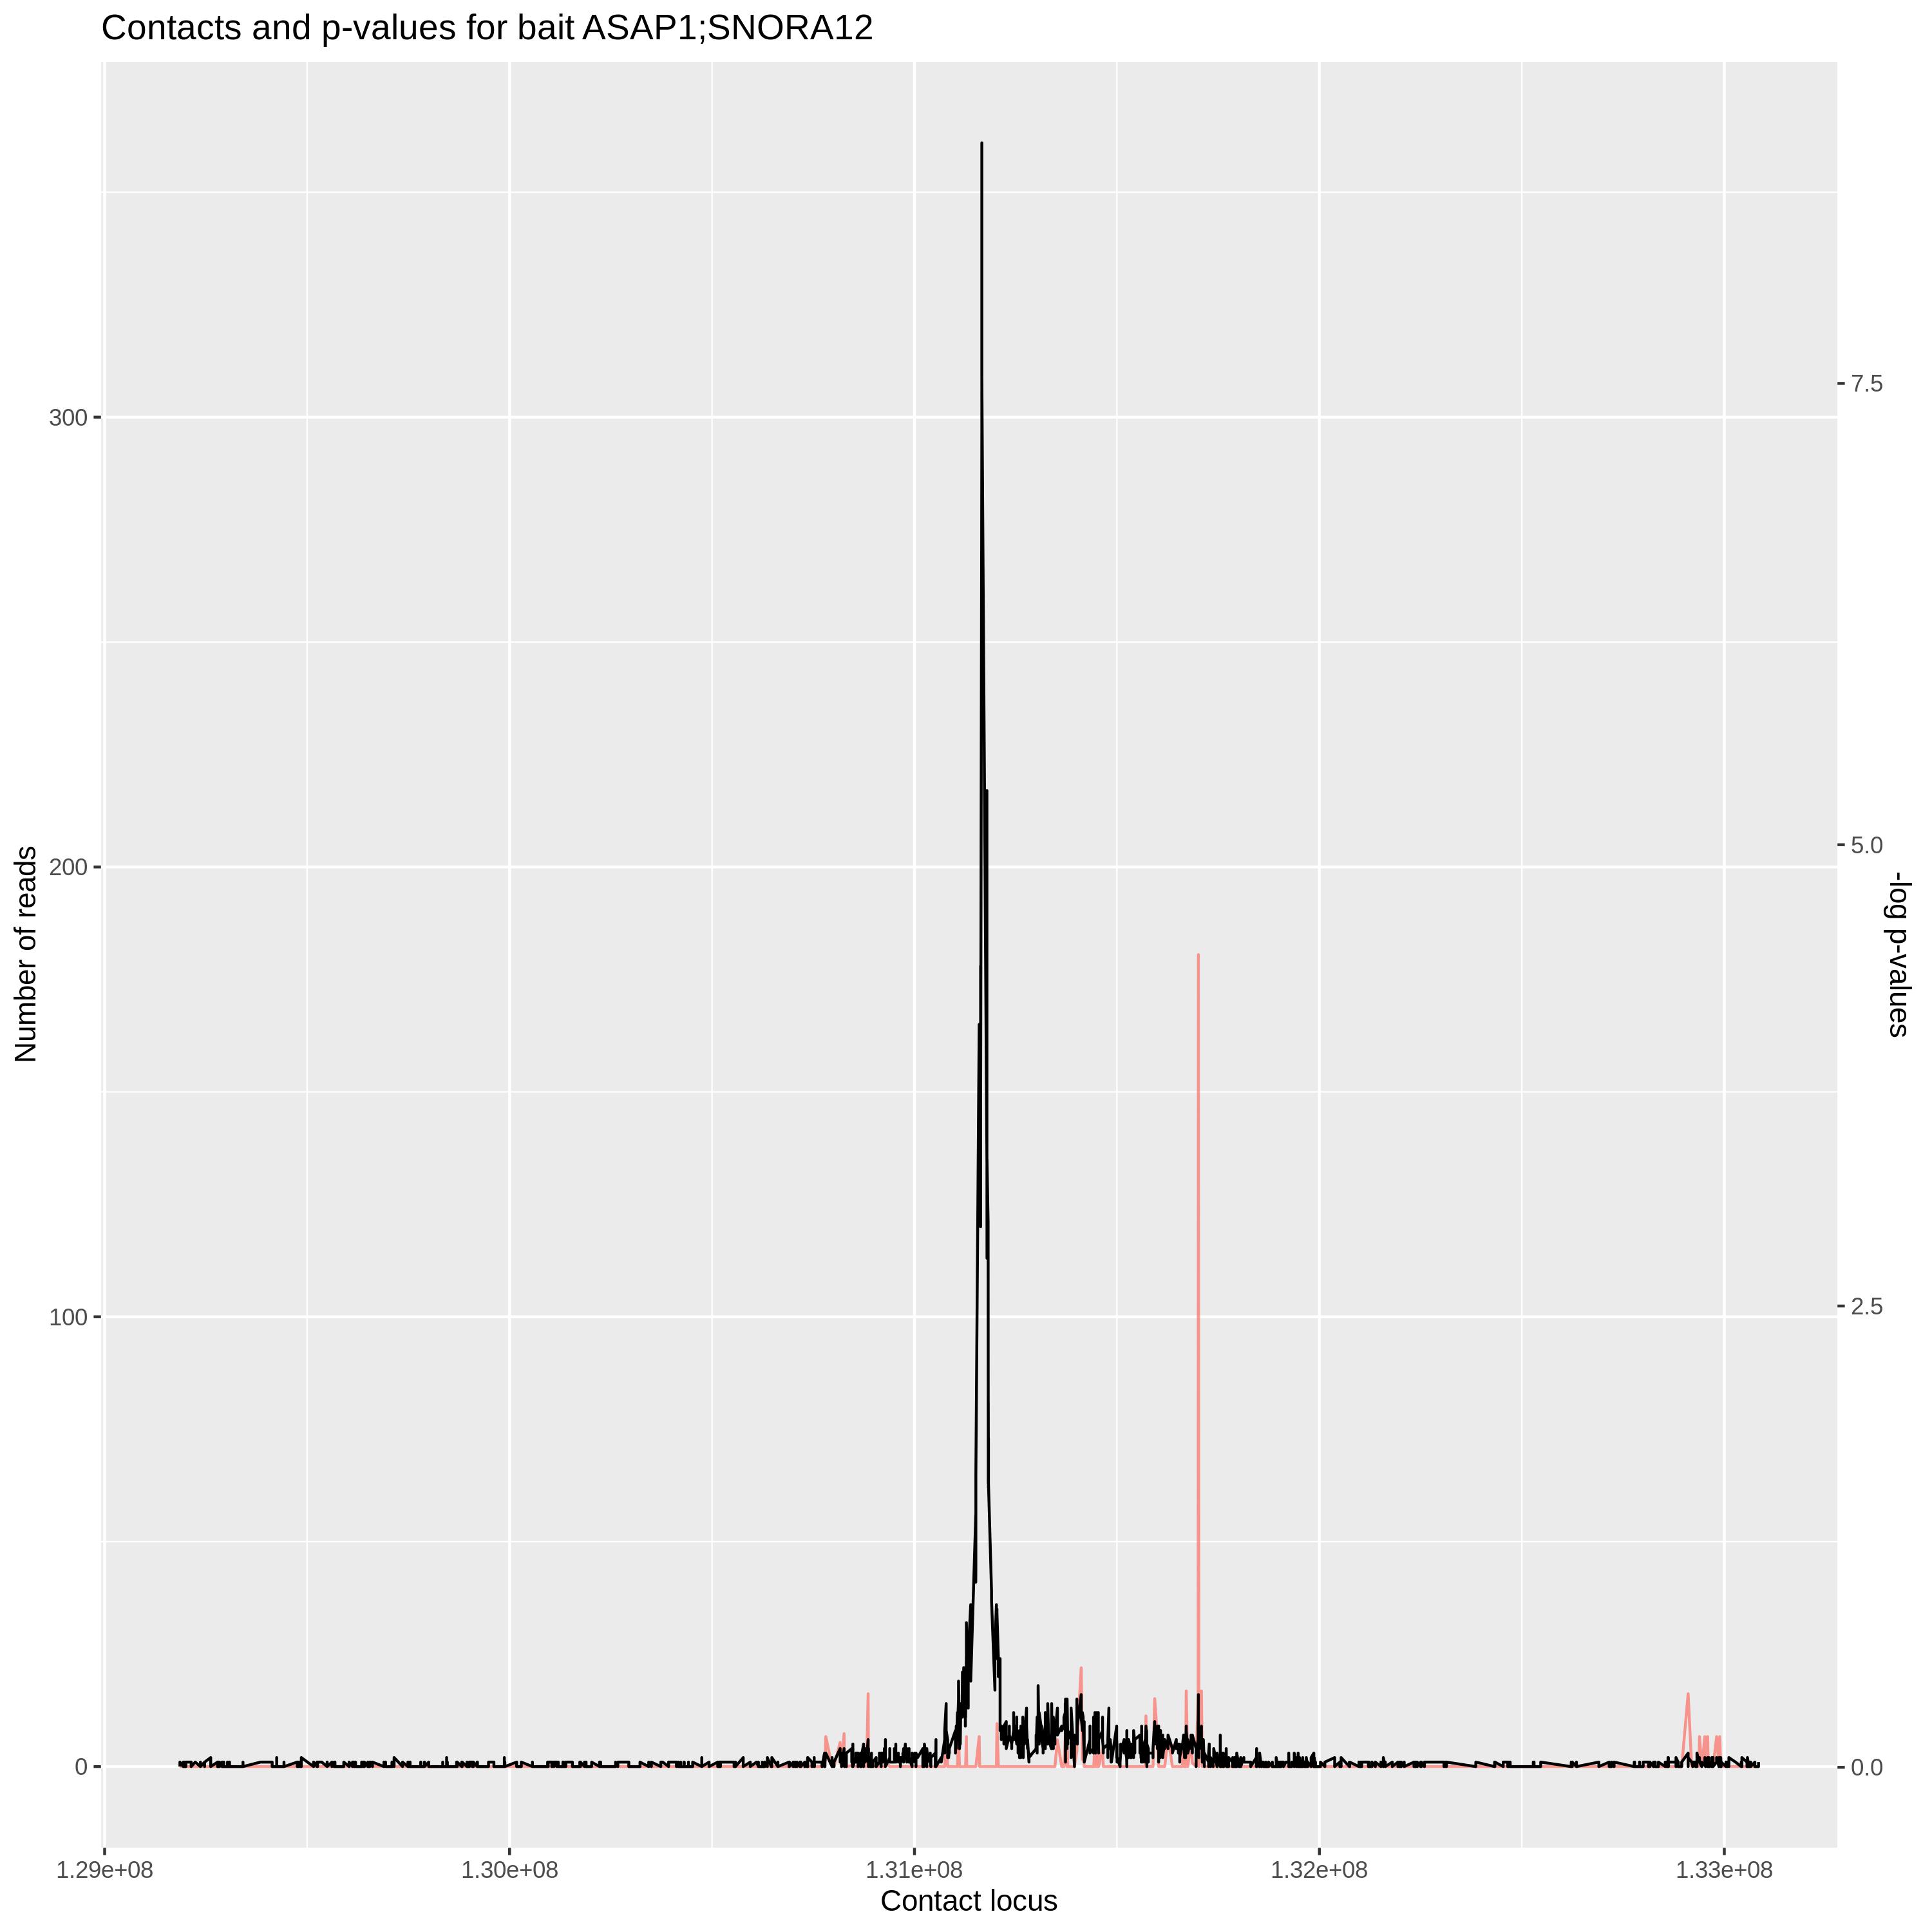 Contacts and p-values for bait ASAP1;SNORA12
Number of reads
300
200
100
0
7.5
5.0
2.5
0.0
-log p-values
1.29e+08 1.30e+08 1.31e+08 1.32e+08 1.33e+08
Contact locus